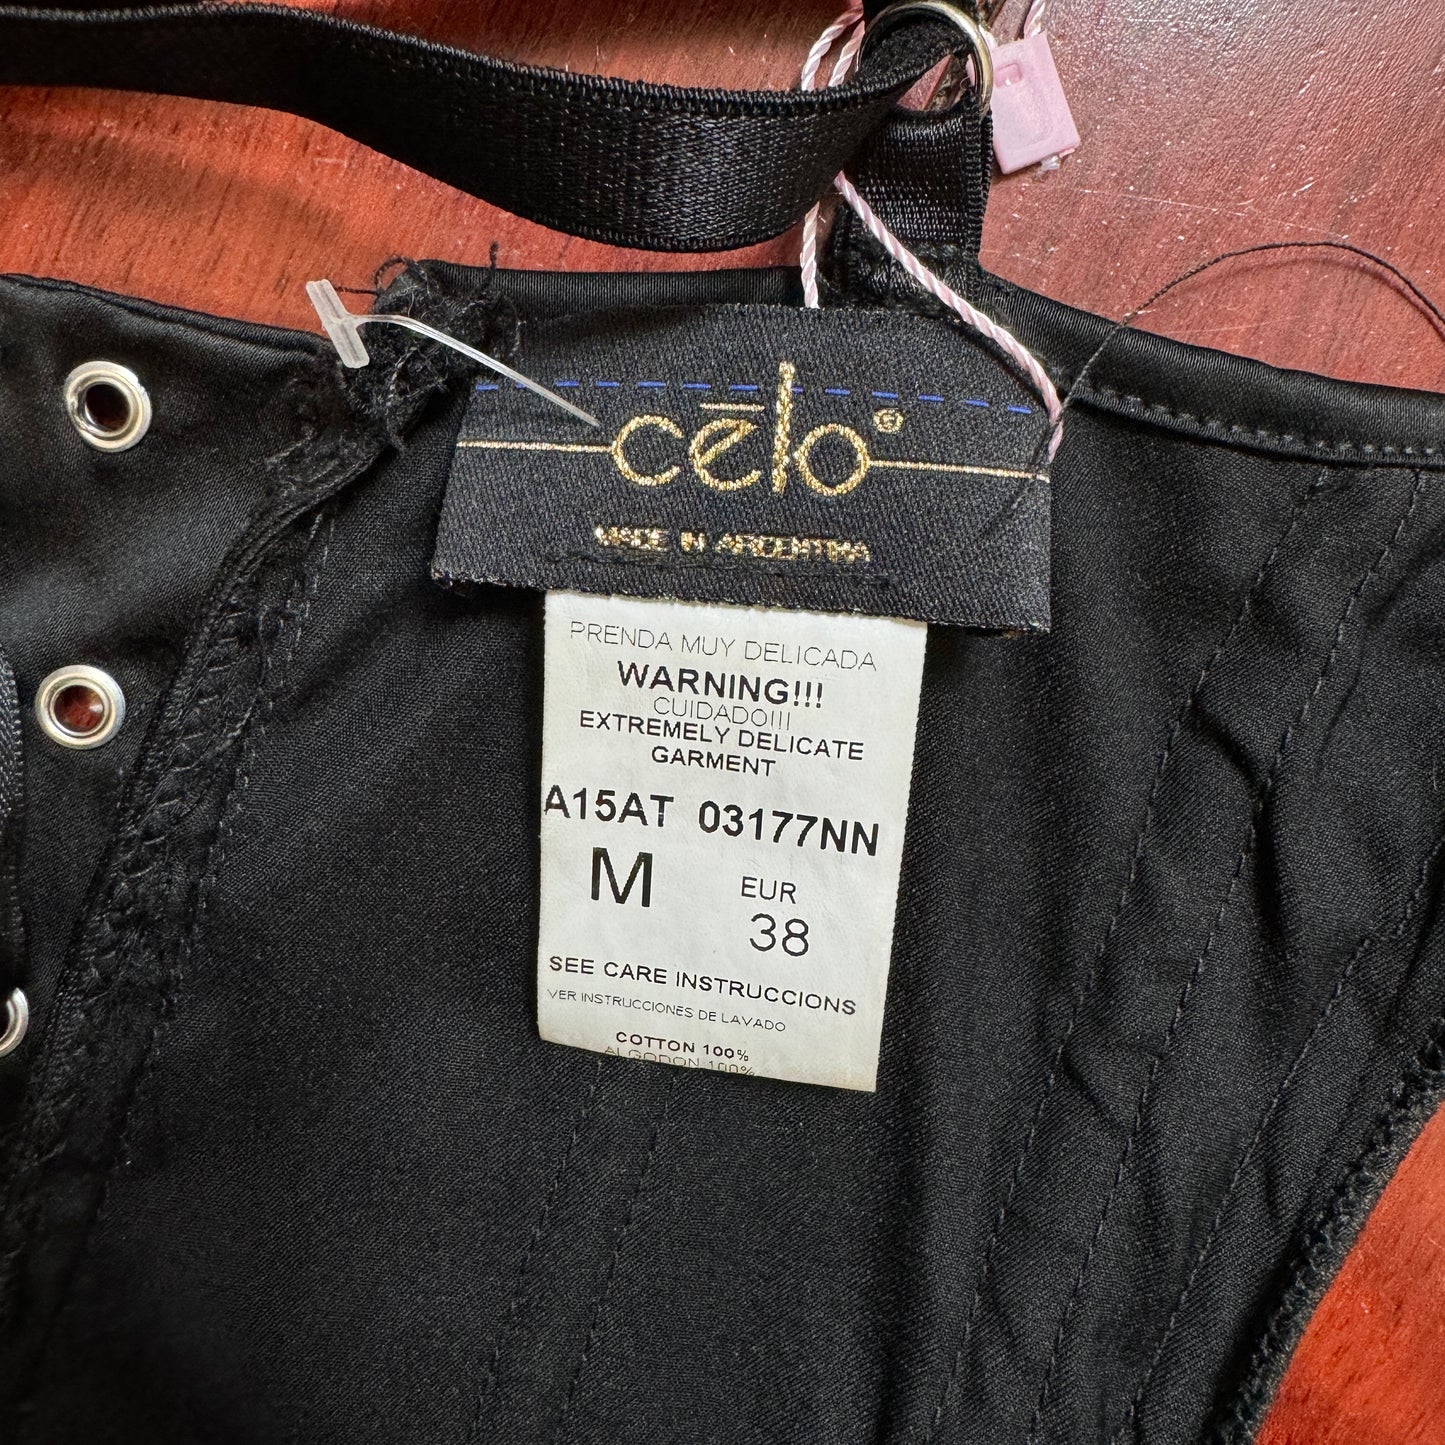 cēlo®
MADE IN ARGENTINA
PRENDA MUY DELICADA
WARNING!!!
CUIDADO!!!
EXTREMELY DELICATE
GARMENT
A15AT 03177NN
M EUR
38
SEE CARE INSTRUCCIONS
VER INSTRUCCIONES DE LAVADO
COTTON 100%
ALGODON 100%